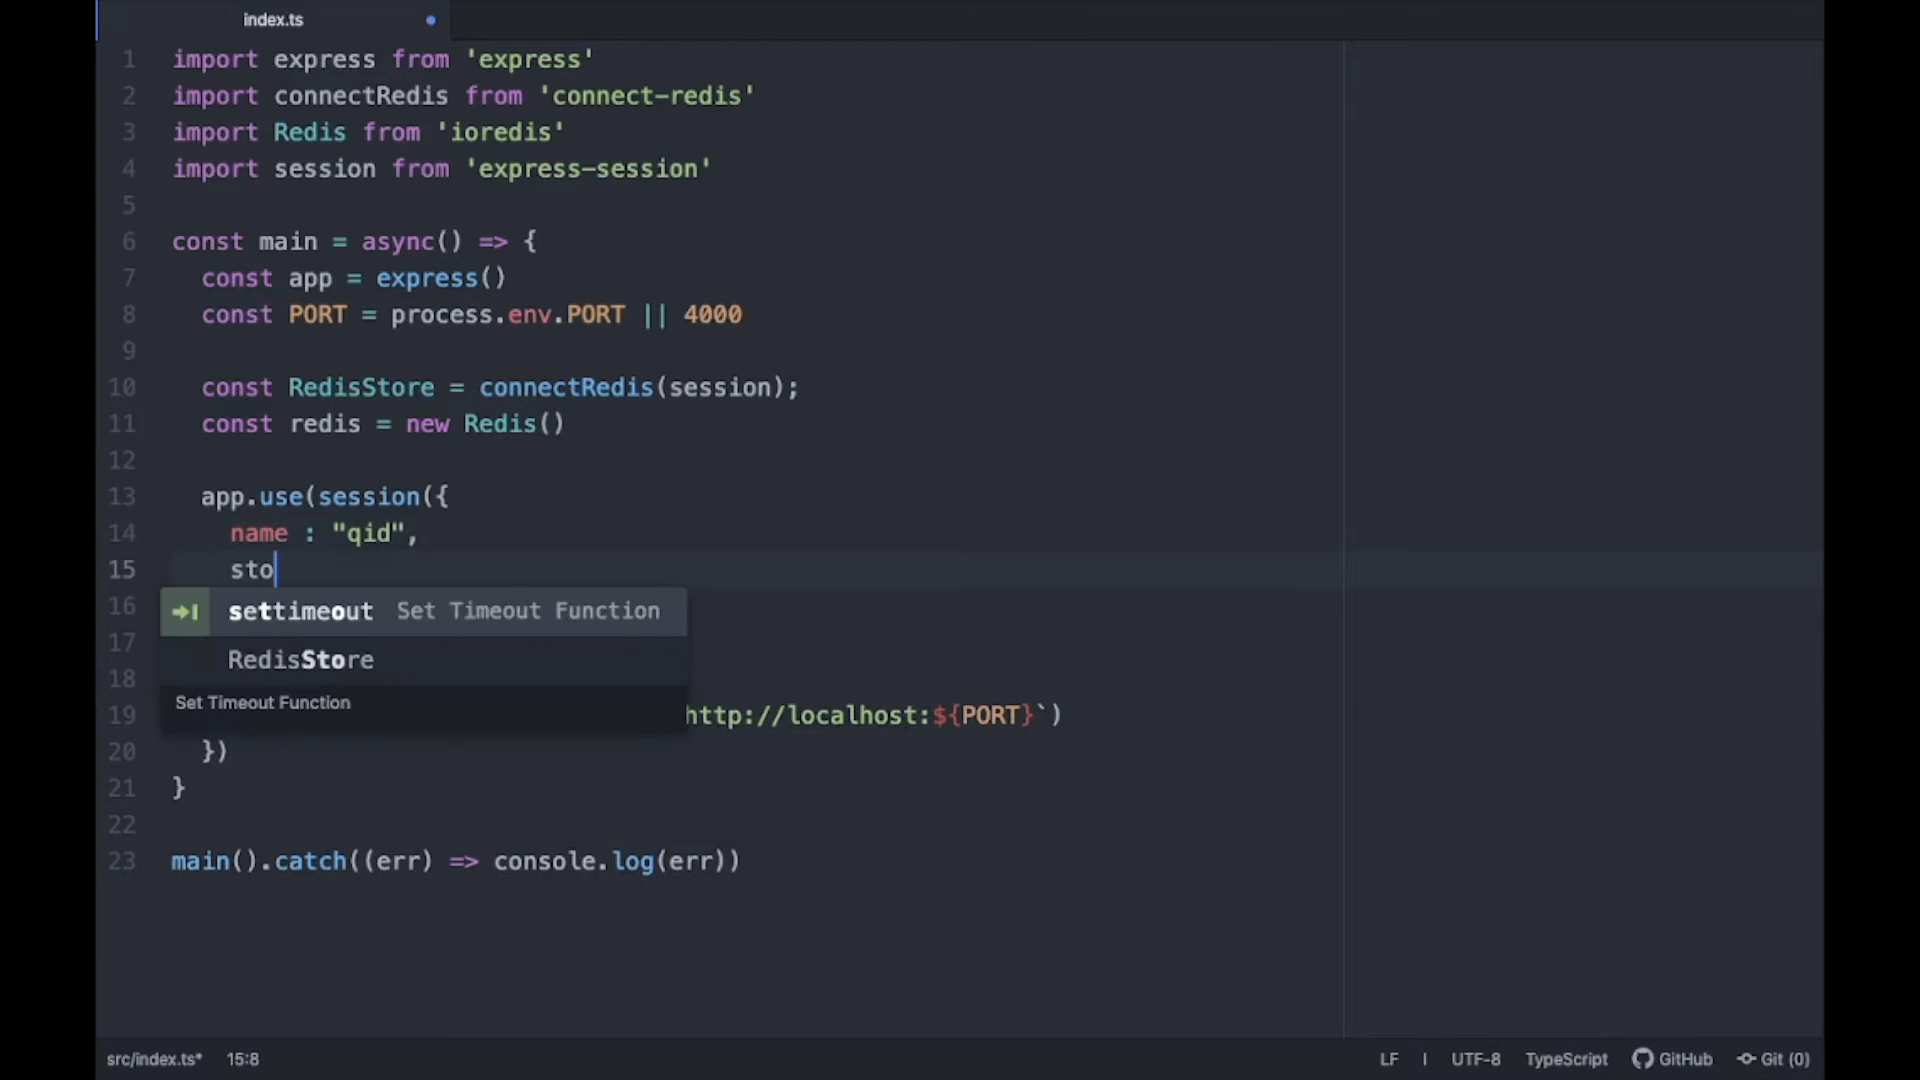 index.ts
1 import express from 'express'
2 import connectRedis from 'connect-redis'
3 import Redis from 'ioredis'
4 import session from 'express-session'
5
6 const main = async() => {
7 const app = express()
8 const PORT = process.env.PORT || 4000
9
10 const RedisStore = connectRedis(session);
11 const redis = new Redis()
12
13 app.use(session({
14 name : "qid",
15 sto
16 settimeout Set Timeout Function
17 RedisStore
18 Set Timeout Function
19 http://localhost:${PORT}`)
20 })
21 }
22
23 main().catch((err) => console.log(err))
src/index.ts* 15:8 LF UTF-8 TypeScript GitHub Git (0)